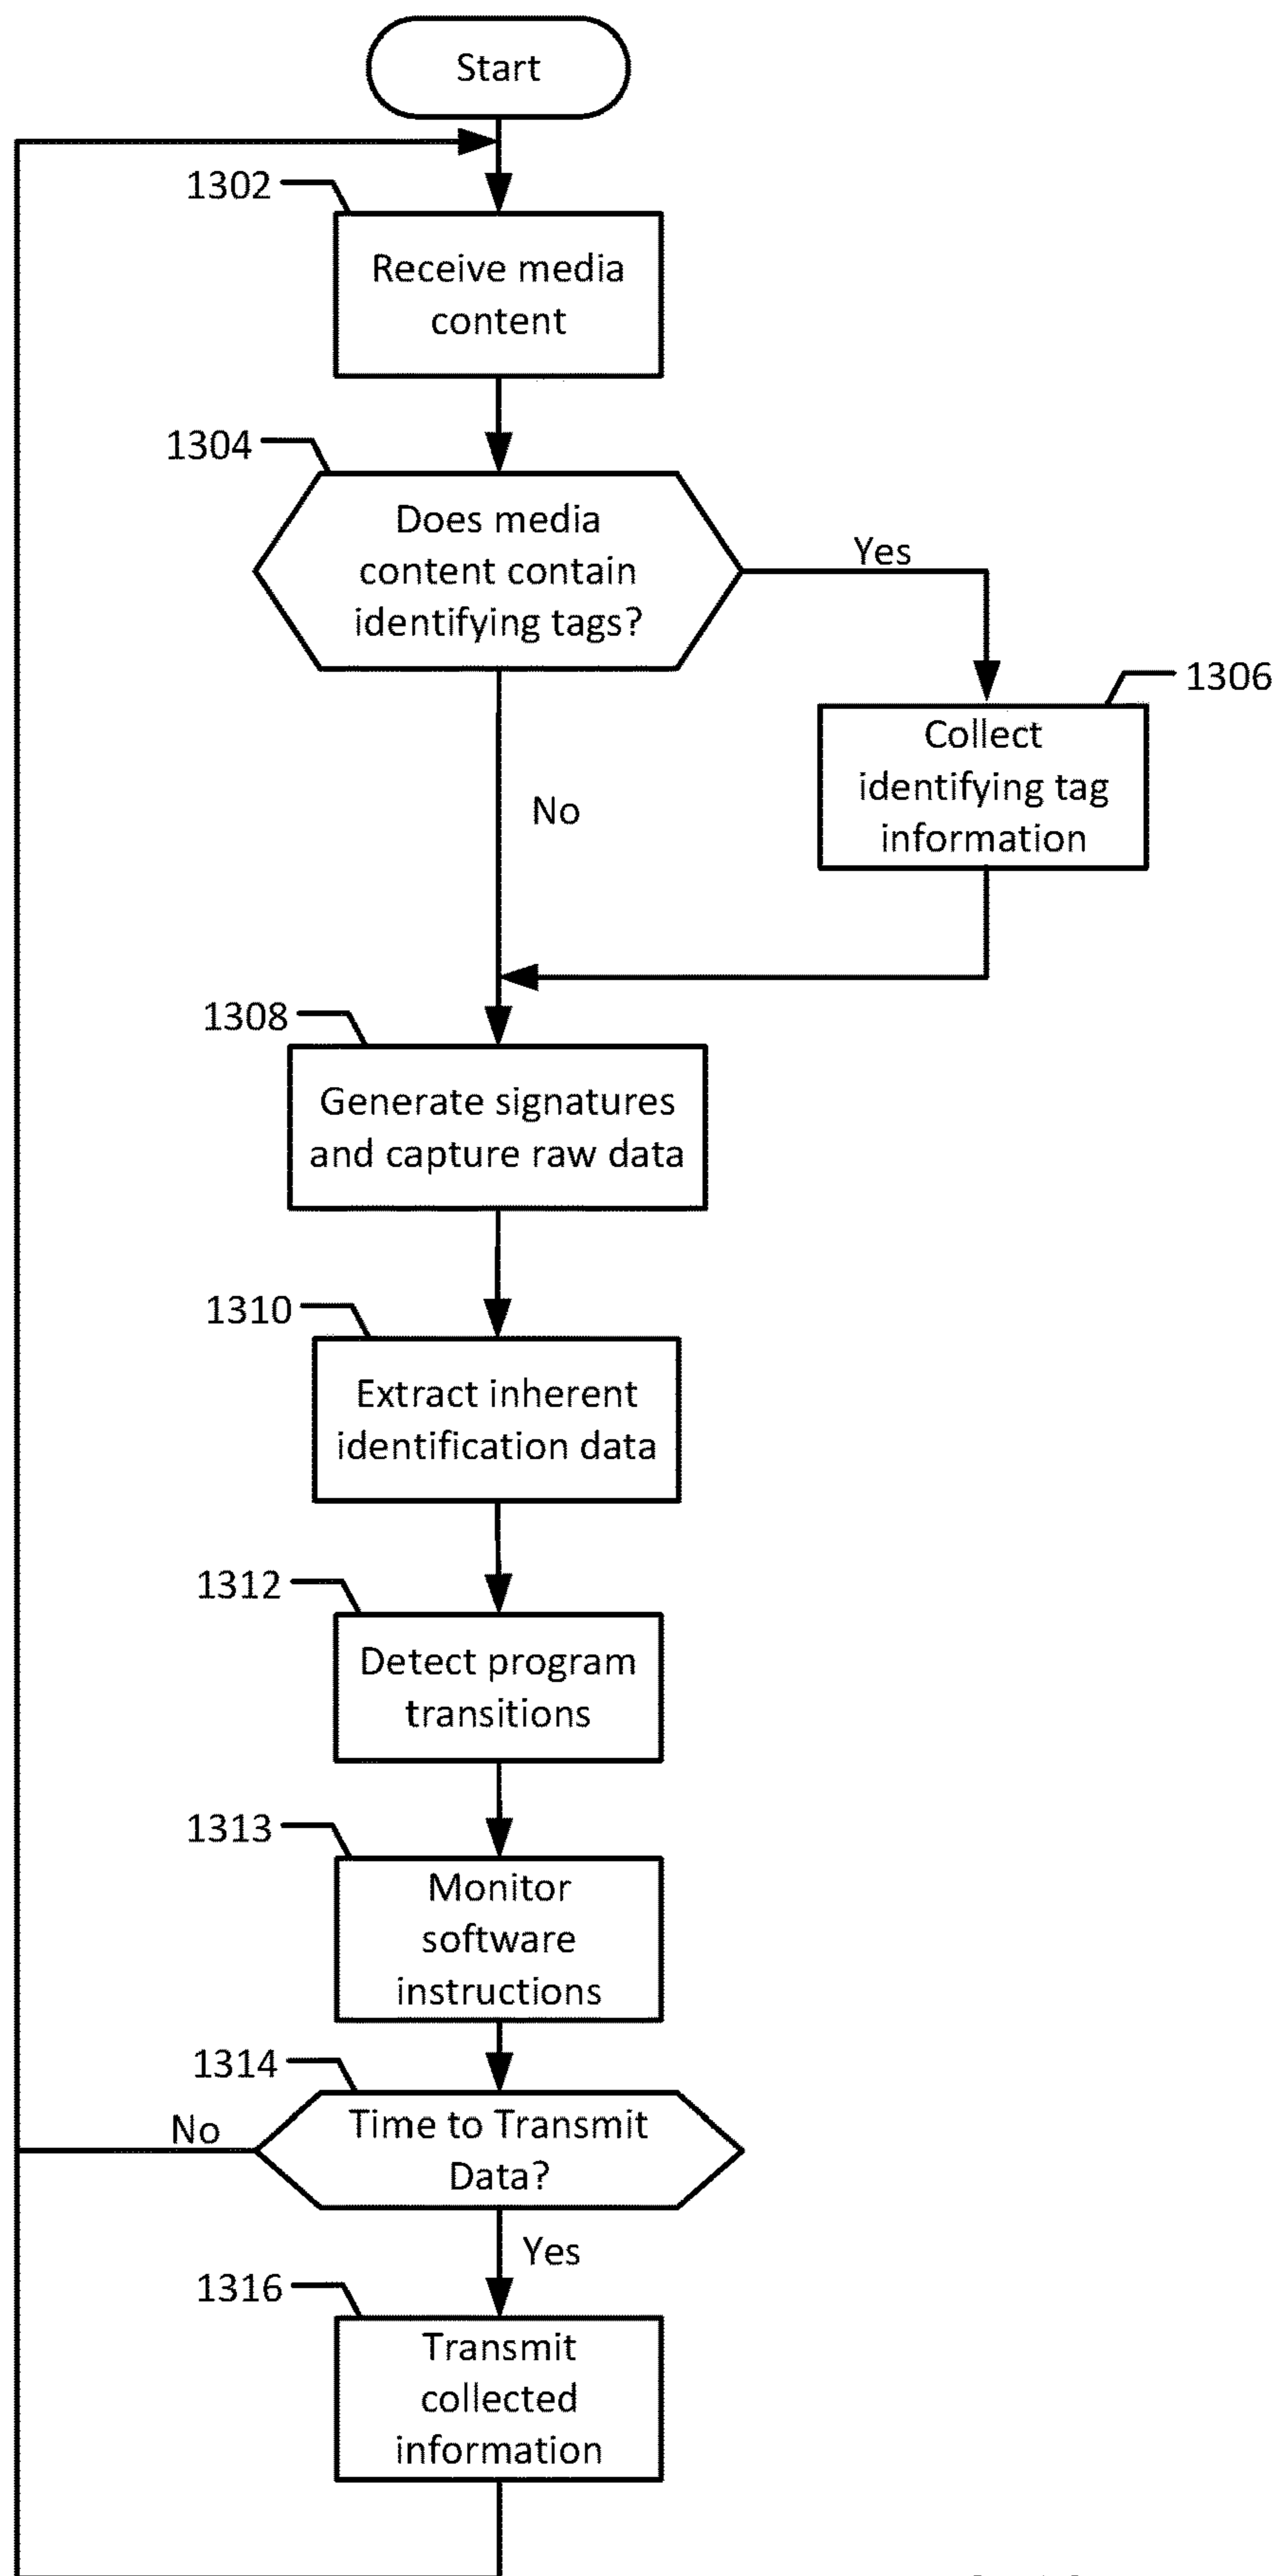 Start
1302
Receive media
content
1304
Does media
content contain
identifying tags?
Yes
1306
Collect
identifying tag
information
No
1308
Generate signatures
and capture raw data
1310
Extract inherent
identification data
1312
Detect program
transitions
1313
Monitor
software
instructions
1314
Time to Transmit
Data?
No
Yes
1316
Transmit
collected
information